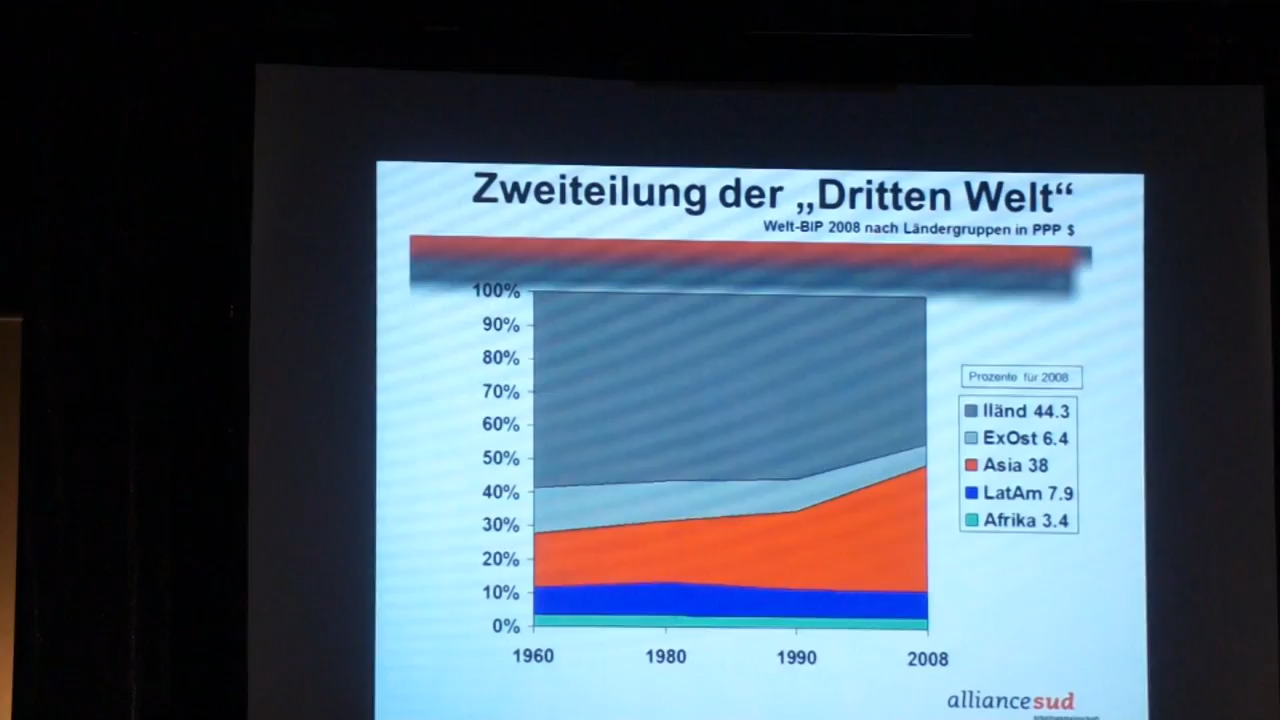 Zweiteilung der „Dritten Welt“
Welt-BIP 2008 nach Ländergruppen in PPP $
100%
90%
80%
70%
60%
50%
40%
30%
20%
10%
0%
1960 1980 1990 2008
Prozente für 2008
Iländ 44.3
ExOst 6.4
Asia 38
LatAm 7.9
Afrika 3.4
alliancesud